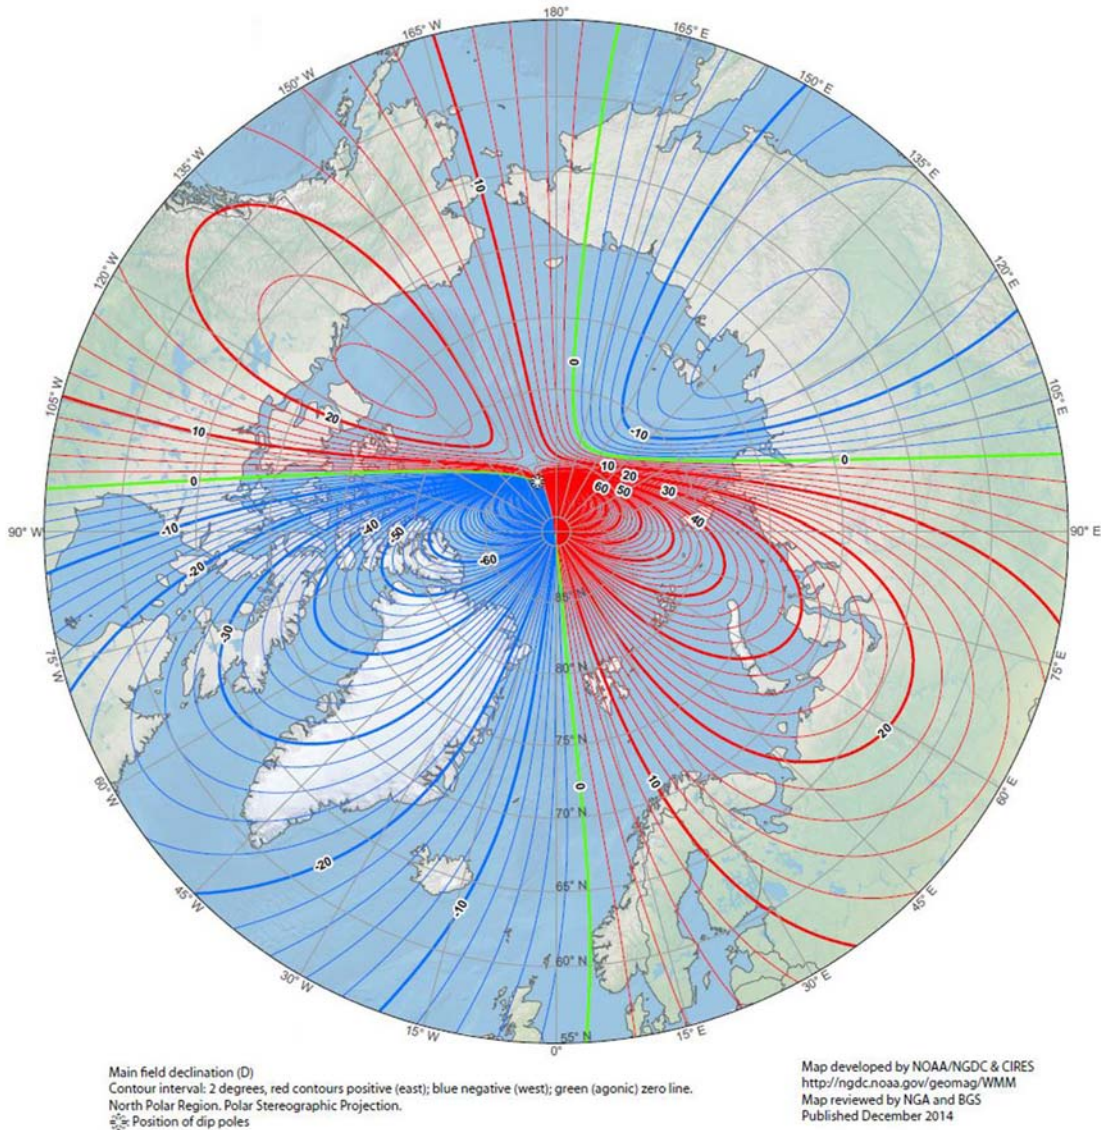 180°
165° W
165° E
150° W
150° E
135° W
135° E
10
120° W
120° E
0
105° W
105° E
20
10
-10
0
10
20
0
60
50
30
90° W
90° E
-10
-40
-50
40
-60
-20
85° N
-30
75° W
75° E
80° N
20
75° N
10
0
60° W
60° E
70° N
-20
65° N
-10
45° W
45° E
60° N
30° W
30° E
15° W
55° N
15° E
0°
Main field declination (D)
Contour interval: 2 degrees, red contours positive (east); blue negative (west); green (agonic) zero line.
North Polar Region. Polar Stereographic Projection.
Position of dip poles
Map developed by NOAA/NGDC & CIRES
http://ngdc.noaa.gov/geomag/WMM
Map reviewed by NGA and BGS
Published December 2014